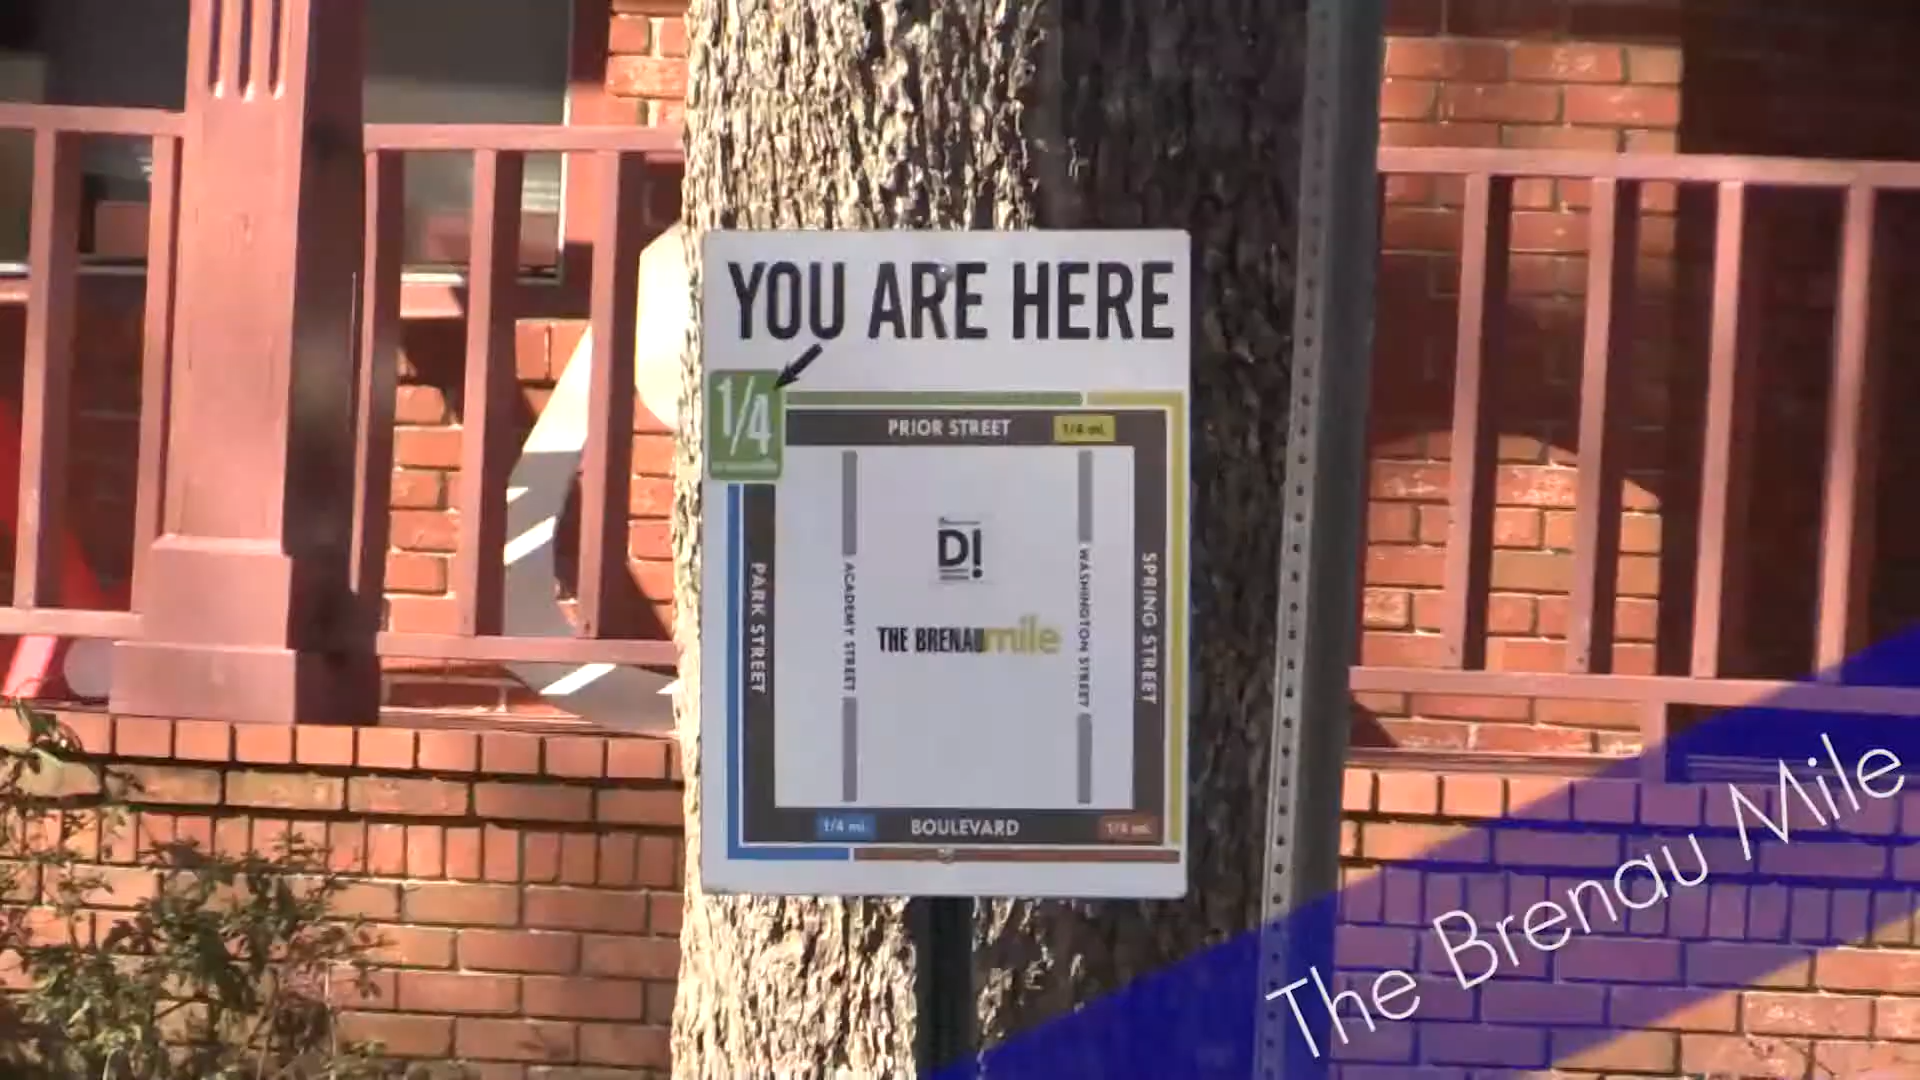 YOU ARE HERE
1/4
PRIOR STREET
1/4 mi.
D!
THE BRENAU mile
PARK STREET
ACADEMY STREET
WASHINGTON STREET
SPRING STREET
1/4 mi.
BOULEVARD
1/4 mi.
The Brenau Mile